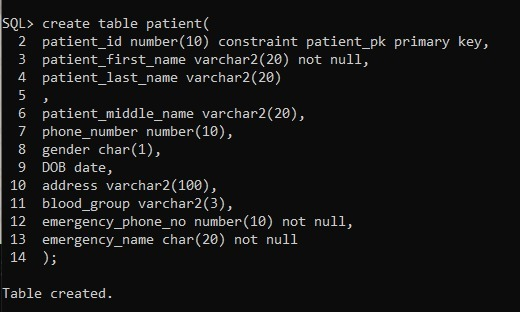 SQL> create table patient(
  2  patient_id number(10) constraint patient_pk primary key,
  3  patient_first_name varchar2(20) not null,
  4  patient_last_name varchar2(20)
  5  ,
  6  patient_middle_name varchar2(20),
  7  phone_number number(10),
  8  gender char(1),
  9  DOB date,
 10  address varchar2(100),
 11  blood_group varchar2(3),
 12  emergency_phone_no number(10) not null,
 13  emergency_name char(20) not null
 14  );
Table created.